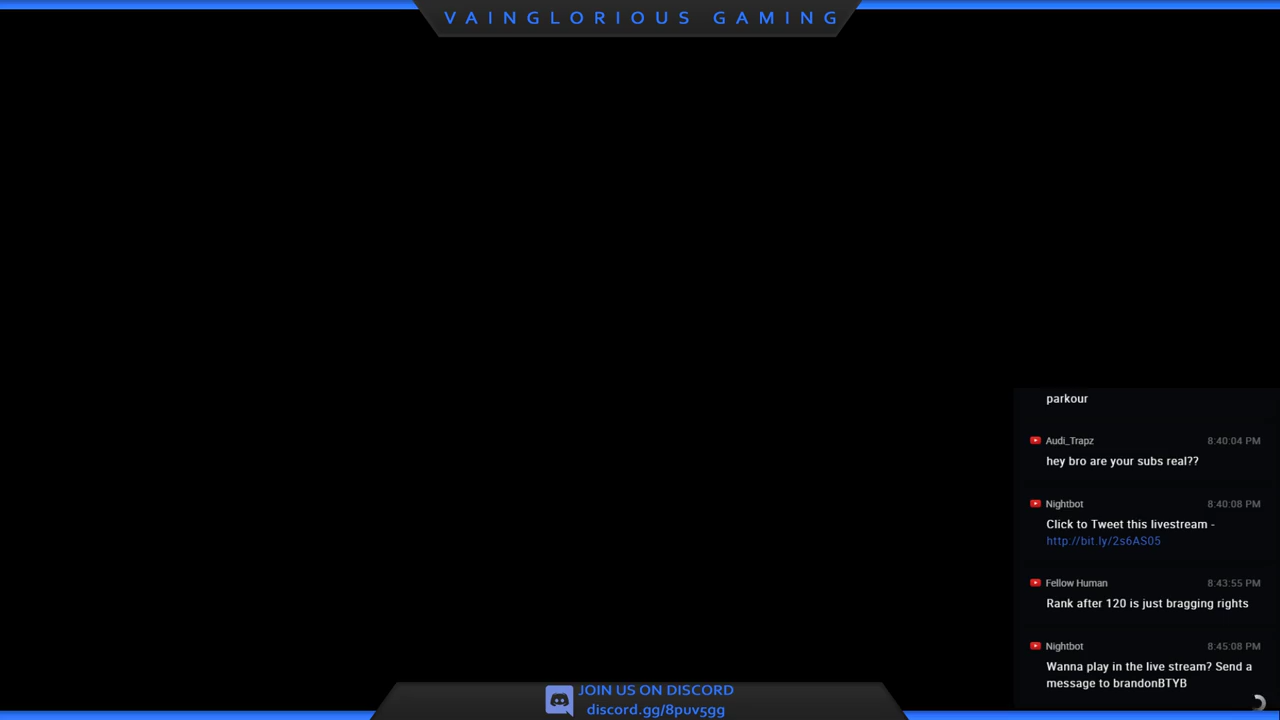 VAINGLORIOUS GAMING
parkour
Audi_Trapz 8:40:04 PM
hey bro are your subs real??
Nightbot 8:40:08 PM
Click to Tweet this livestream -
http://bit.ly/2s6AS05
Fellow Human 8:43:55 PM
Rank after 120 is just bragging rights
Nightbot 8:45:08 PM
Wanna play in the live stream? Send a
message to brandonBTYB
JOIN US ON DISCORD
discord.gg/8puv5gg